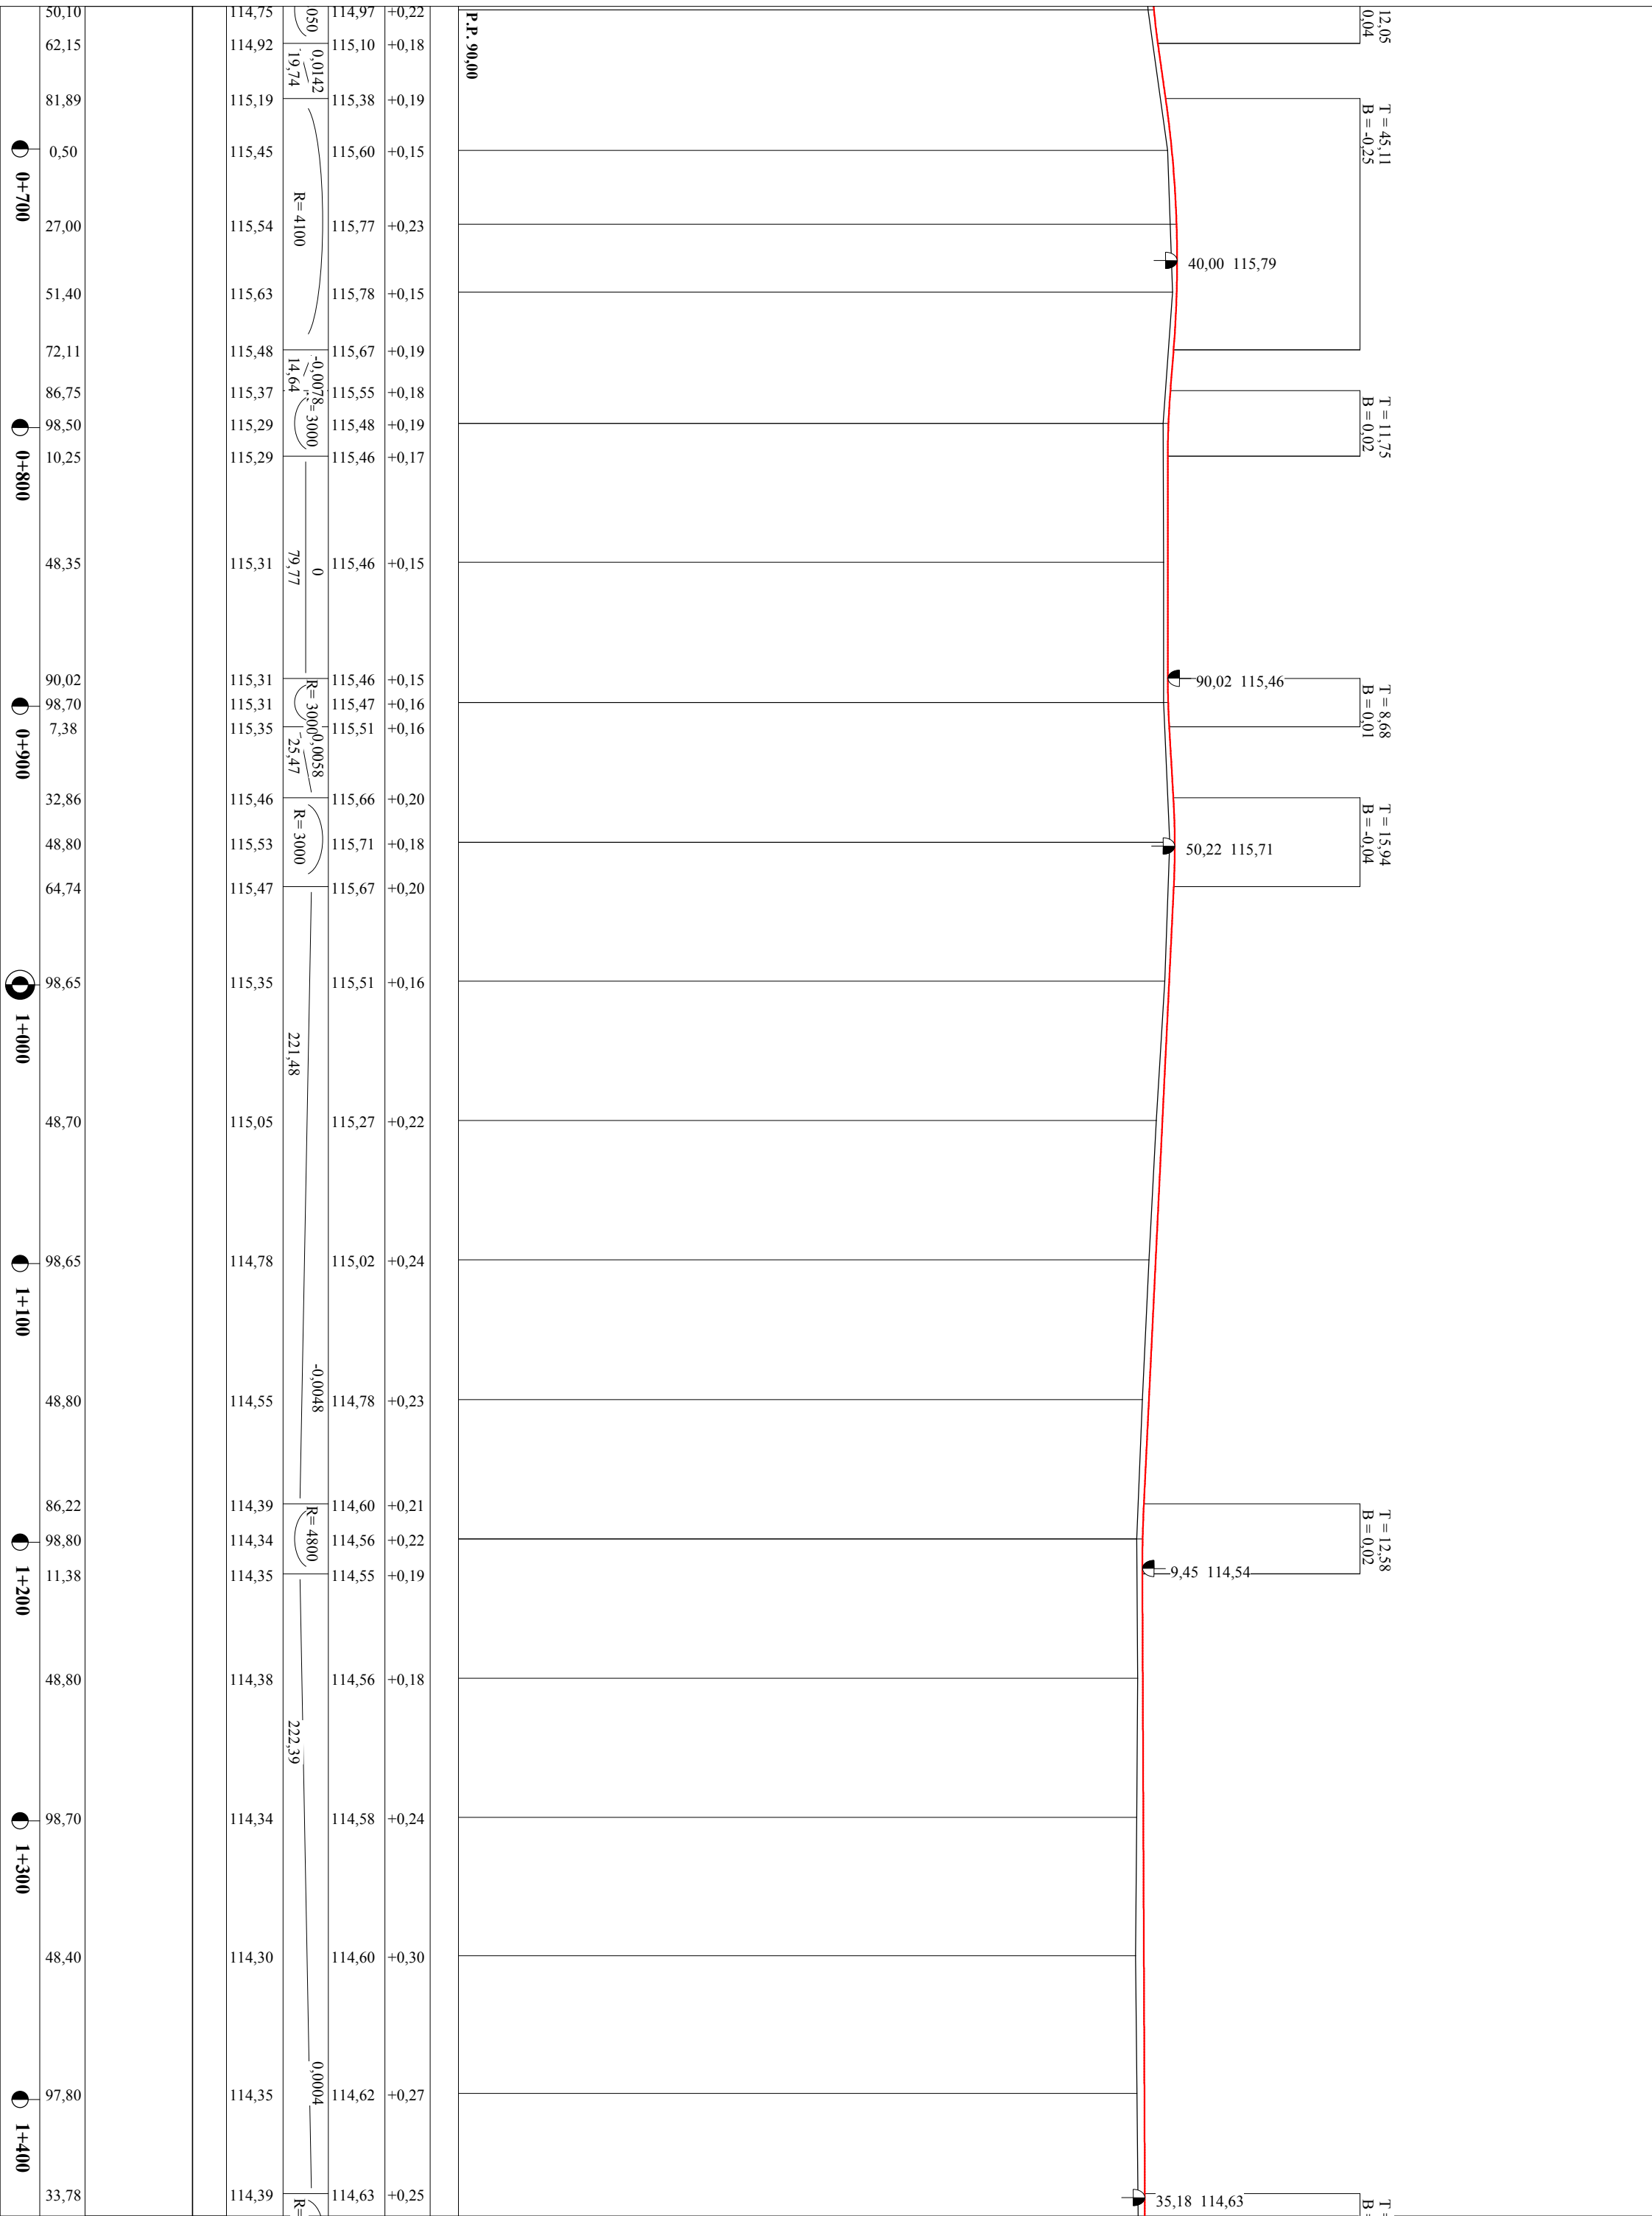 50,10 114,75 050 114,97 +0,22
P.P. 90,00
12,05
0,04
62,15 114,92 115,10 +0,18
0,0142
19,74
81,89 115,19 115,38 +0,19
T = 45,11
B = -0,25
0+700
0,50 115,45 115,60 +0,15
R= 4100
27,00 115,54 115,77 +0,23
40,00 115,79
51,40 115,63 115,78 +0,15
72,11 115,48 115,67 +0,19
-0,0078
14,64
86,75 115,37 115,55 +0,18
= 3000
T = 11,75
B = 0,02
0+800
98,50 115,29 115,48 +0,19
10,25 115,29 115,46 +0,17
48,35 115,31 115,46 +0,15
0
79,77
90,02 115,31 115,46 +0,15
90,02 115,46
R= 3000
T = 8,68
B = 0,01
0+900
98,70 115,31 115,47 +0,16
7,38 115,35 115,51 +0,16
0,0058
25,47
32,86 115,46 115,66 +0,20
R= 3000
T = 15,94
B = -0,04
48,80 115,53 115,71 +0,18
50,22 115,71
64,74 115,47 115,67 +0,20
1+000
98,65 115,35 115,51 +0,16
221,48
48,70 115,05 115,27 +0,22
1+100
98,65 114,78 115,02 +0,24
-0,0048
48,80 114,55 114,78 +0,23
86,22 114,39 114,60 +0,21
R= 4800
T = 12,58
B = 0,02
1+200
98,80 114,34 114,56 +0,22
9,45 114,54
11,38 114,35 114,55 +0,19
48,80 114,38 114,56 +0,18
222,39
1+300
98,70 114,34 114,58 +0,24
48,40 114,30 114,60 +0,30
0,0004
1+400
97,80 114,35 114,62 +0,27
33,78 114,39 114,63 +0,25
35,18 114,63
R=
T =
B =